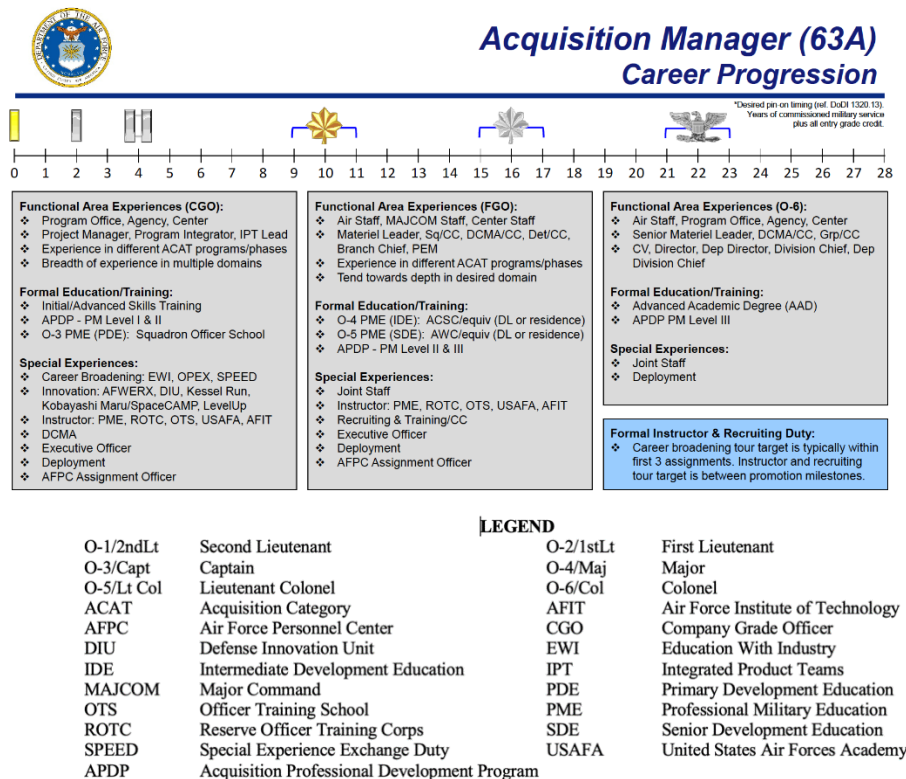 DEPARTMENT OF THE AIR FORCE
UNITED STATES OF AMERICA
Acquisition Manager (63A)
Career Progression
*Desired pin-on timing (ref. DoDI 1320.13).
Years of commissioned military service
plus all entry grade credit.
0 1 2 3 4 5 6 7 8 9 10 11 12 13 14 15 16 17 18 19 20 21 22 23 24 25 26 27 28
Functional Area Experiences (CGO):
❖ Program Office, Agency, Center
❖ Project Manager, Program Integrator, IPT Lead
❖ Experience in different ACAT programs/phases
❖ Breadth of experience in multiple domains
Formal Education/Training:
❖ Initial/Advanced Skills Training
❖ APDP - PM Level I & II
❖ O-3 PME (PDE): Squadron Officer School
Special Experiences:
❖ Career Broadening: EWI, OPEX, SPEED
❖ Innovation: AFWERX, DIU, Kessel Run,
Kobayashi Maru/SpaceCAMP, LevelUp
❖ Instructor: PME, ROTC, OTS, USAFA, AFIT
❖ DCMA
❖ Executive Officer
❖ Deployment
❖ AFPC Assignment Officer
Functional Area Experiences (FGO):
❖ Air Staff, MAJCOM Staff, Center Staff
❖ Materiel Leader, Sq/CC, DCMA/CC, Det/CC,
Branch Chief, PEM
❖ Experience in different ACAT programs/phases
❖ Tend towards depth in desired domain
Formal Education/Training:
❖ O-4 PME (IDE): ACSC/equiv (DL or residence)
❖ O-5 PME (SDE): AWC/equiv (DL or residence)
❖ APDP - PM Level II & III
Special Experiences:
❖ Joint Staff
❖ Instructor: PME, ROTC, OTS, USAFA, AFIT
❖ Recruiting & Training/CC
❖ Executive Officer
❖ Deployment
❖ AFPC Assignment Officer
Functional Area Experiences (O-6):
❖ Air Staff, Program Office, Agency, Center
❖ Senior Materiel Leader, DCMA/CC, Grp/CC
❖ CV, Director, Dep Director, Division Chief, Dep
Division Chief
Formal Education/Training:
❖ Advanced Academic Degree (AAD)
❖ APDP PM Level III
Special Experiences:
❖ Joint Staff
❖ Deployment
Formal Instructor & Recruiting Duty:
❖ Career broadening tour target is typically within
first 3 assignments. Instructor and recruiting
tour target is between promotion milestones.
LEGEND
O-1/2ndLt Second Lieutenant O-2/1stLt First Lieutenant
O-3/Capt Captain O-4/Maj Major
O-5/Lt Col Lieutenant Colonel O-6/Col Colonel
ACAT Acquisition Category AFIT Air Force Institute of Technology
AFPC Air Force Personnel Center CGO Company Grade Officer
DIU Defense Innovation Unit EWI Education With Industry
IDE Intermediate Development Education IPT Integrated Product Teams
MAJCOM Major Command PDE Primary Development Education
OTS Officer Training School PME Professional Military Education
ROTC Reserve Officer Training Corps SDE Senior Development Education
SPEED Special Experience Exchange Duty USAFA United States Air Forces Academy
APDP Acquisition Professional Development Program